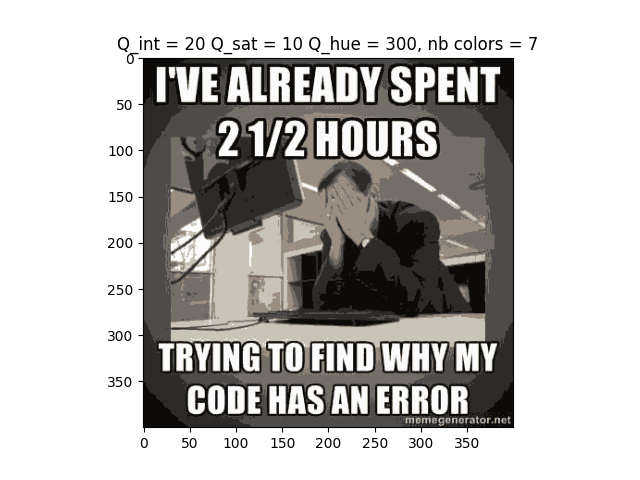 Q_int = 20 Q_sat = 10 Q_hue = 300, nb colors = 7
I'VE ALREADY SPENT
2 1/2 HOURS
TRYING TO FIND WHY MY
CODE HAS AN ERROR
memegenerator.net
0
50
100
150
200
250
300
350
0 50 100 150 200 250 300 350